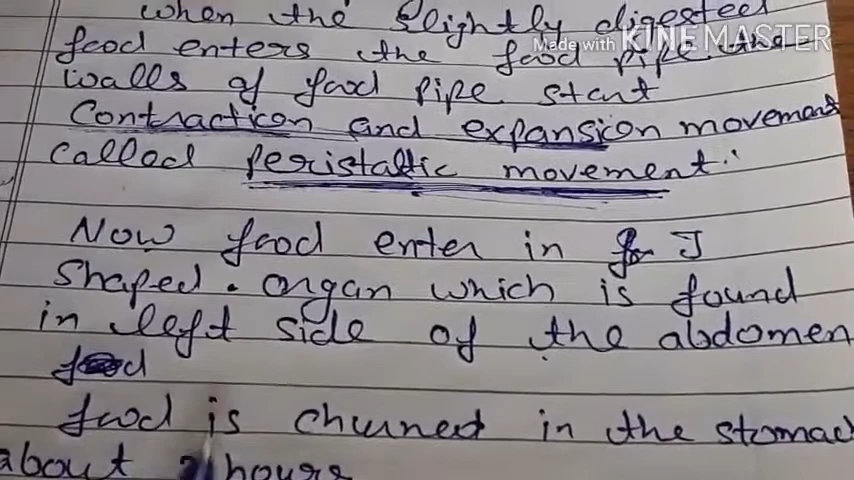 when the slightly digested
food enters the food pipe. the
Made with KINEMASTER
walls of food pipe start
Contraction and expansion movement
called peristaltic movement.
Now food enter in J
Shaped. organ which is found
in left side of the abdomen
food is churned in the stomach
about hours